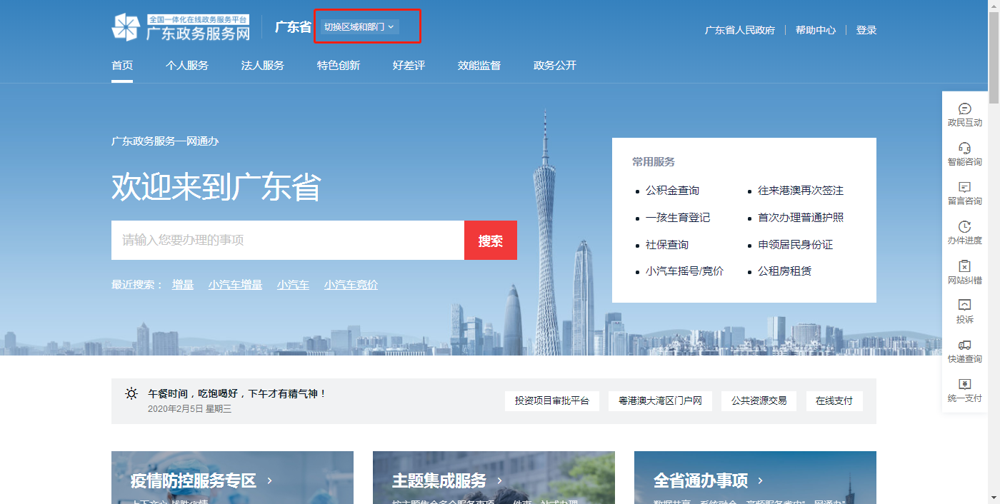 全国一体化在线政务服务平台
广东政务服务网
广东省
切换区域和部门
广东省人民政府
帮助中心
登录
首页
个人服务
法人服务
特色创新
好差评
效能监督
政务公开
广东政务服务一网通办
欢迎来到广东省
请输入您要办理的事项
搜索
最近搜索：
增量
小汽车增量
小汽车
小汽车竞价
常用服务
公积金查询
往来港澳再次签注
一孩生育登记
首次办理普通护照
社保查询
申领居民身份证
小汽车摇号/竞价
公租房租赁
政民互动
智能咨询
留言咨询
办件进度
网站纠错
投诉
快递查询
统一支付
午餐时间，吃饱喝好，下午才有精气神！
2020年2月5日 星期三
投资项目审批平台
粤港澳大湾区门户网
公共资源交易
在线支付
疫情防控服务专区
主题集成服务
全省通办事项